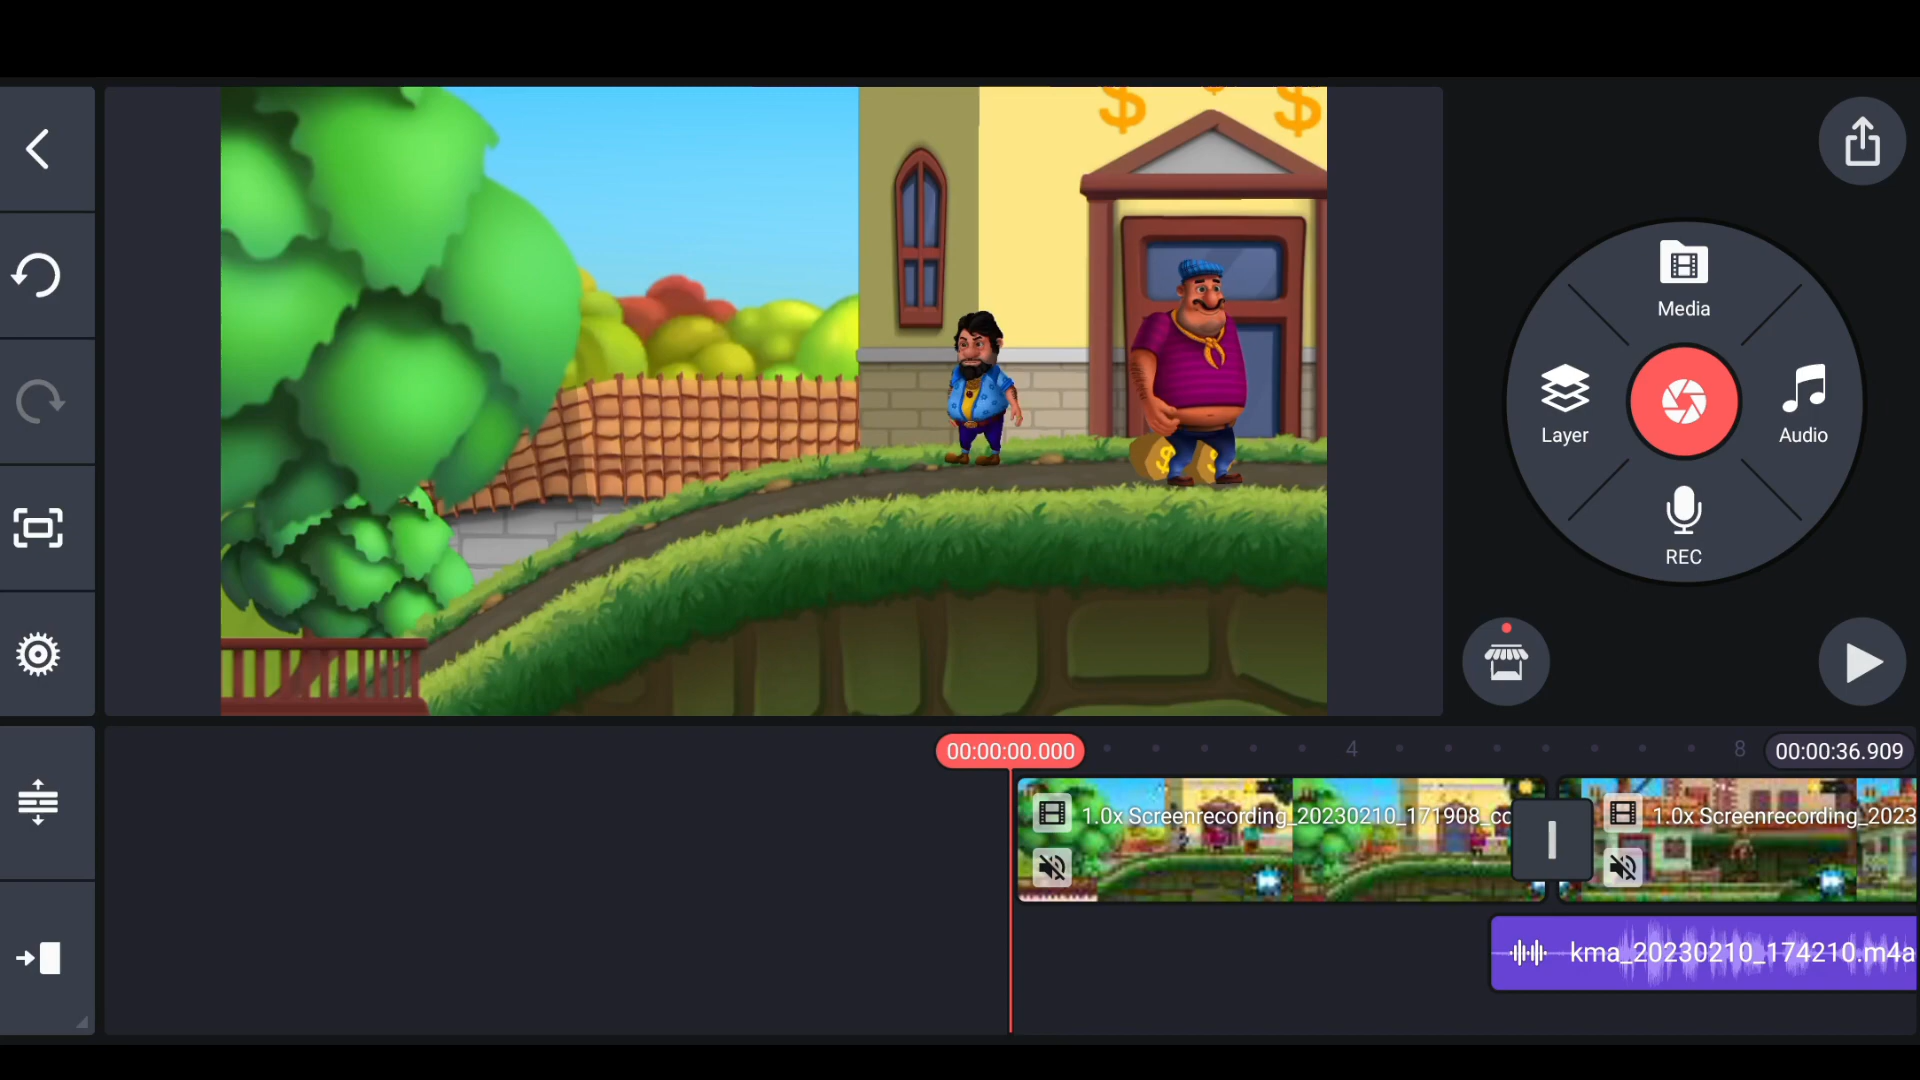 $ $ $
Media
Layer
Audio
REC
$ $
00:00:00.000
4
8
00:00:36.909
1.0x Screenrecording_20230210_171908_cc
1.0x Screenrecording_2023
kma_20230210_174210.m4a